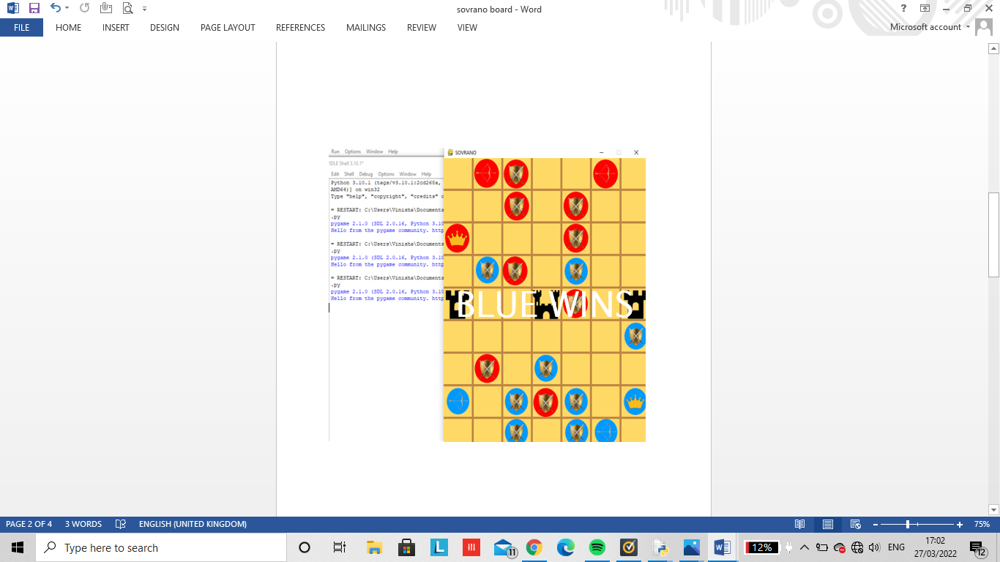 sovrano board - Word
FILE HOME INSERT DESIGN PAGE LAYOUT REFERENCES MAILINGS REVIEW VIEW
Microsoft account
Run Options Window Help
IDLE Shell 3.10.1*
Edit Shell Debug Options Window Help
Python 3.10.1 (tags/v3.10.1:2cd268a,
AMD64)] on win32
Type "help", "copyright", "credits" o
= RESTART: C:\Users\Vinisha\Documents
.py
pygame 2.1.0 (SDL 2.0.16, Python 3.10
Hello from the pygame community. http
= RESTART: C:\Users\Vinisha\Documents
.py
pygame 2.1.0 (SDL 2.0.16, Python 3.10
Hello from the pygame community. http
= RESTART: C:\Users\Vinisha\Documents
.py
pygame 2.1.0 (SDL 2.0.16, Python 3.10
Hello from the pygame community. http
SOVRANO
BLUE WINS
PAGE 2 OF 4 3 WORDS ENGLISH (UNITED KINGDOM)
75%
Type here to search
L
11
12%
ENG
17:02
27/03/2022
12